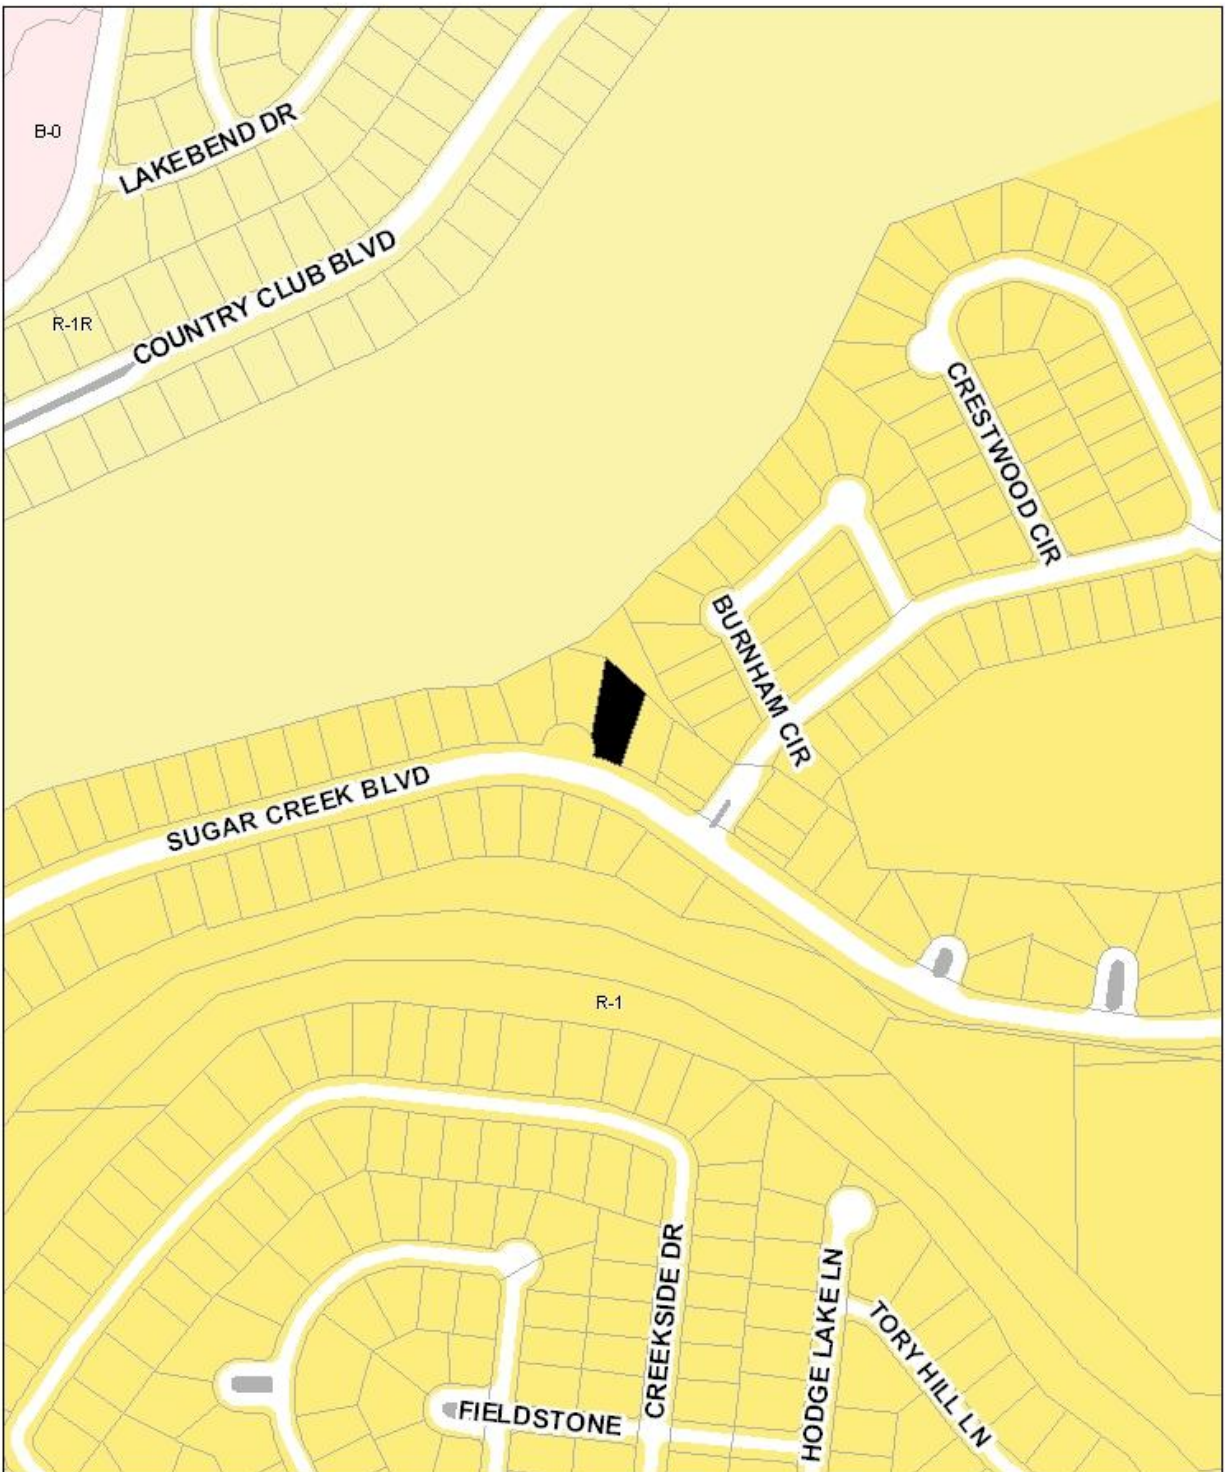 LAKEBEND DR
B-0
COUNTRY CLUB BLVD
R-1R
CRESTWOOD CIR
BURNHAM CIR
SUGAR CREEK BLVD
R-1
CREEKSIDE DR
HODGE LAKE LN
TORY HILL LN
FIELDSTONE